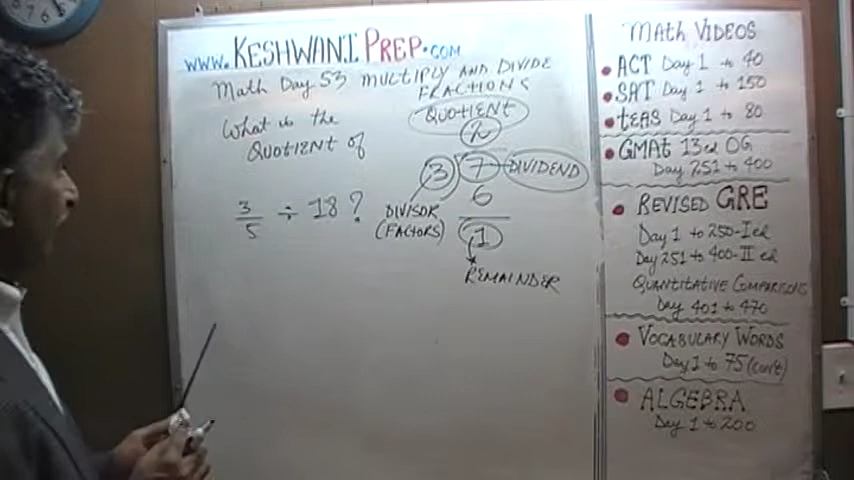 www.KESHWANI PREP.COM
Math Day 53 MULTIPLY AND DIVIDE
FRACTIONS
What is the
QUOTIENT OF
3/5 ÷ 18 ?
QUOTIENT
2
3 7 DIVIDEND
6
DIVISOR
(FACTORS)
1
REMAINDER
MATH VIDEOS
ACT Day 1 to 40
SAT Day 1 to 150
tEAS Day 1 to 80
GMAt 13ed OG
Day 251 to 400
REVISED GRE
Day 1 to 250-I ed
Day 251 to 400-II ed
QUANTITATIVE COMPARISONS
Day 401 to 470
VOCABULARY WORDS
Day 1 to 75 (con't)
ALGEBRA
Day 1 to 200